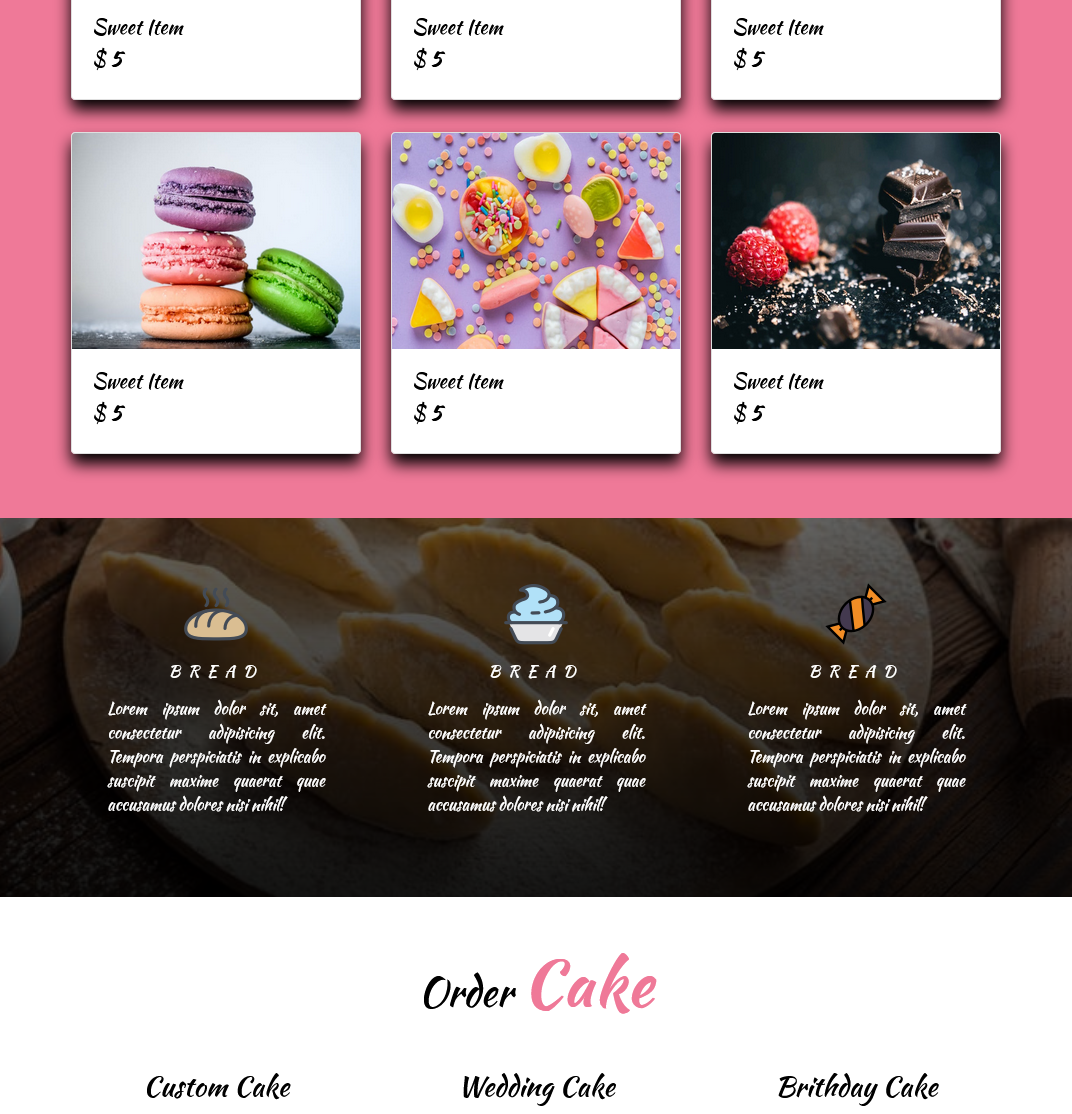 Sweet Item Sweet Item Sweet Item
$ 5 $ 5 $ 5
Sweet Item Sweet Item Sweet Item
$ 5 $ 5 $ 5
BREAD
Lorem ipsum dolor sit, amet
consectetur adipisicing elit.
Tempora perspiciatis in explicabo
suscipit maxime quaerat quae
accusamus dolores nisi nihil!
BREAD
Lorem ipsum dolor sit, amet
consectetur adipisicing elit.
Tempora perspiciatis in explicabo
suscipit maxime quaerat quae
accusamus dolores nisi nihil!
BREAD
Lorem ipsum dolor sit, amet
consectetur adipisicing elit.
Tempora perspiciatis in explicabo
suscipit maxime quaerat quae
accusamus dolores nisi nihil!
Order Cake
Custom Cake Wedding Cake Brithday Cake